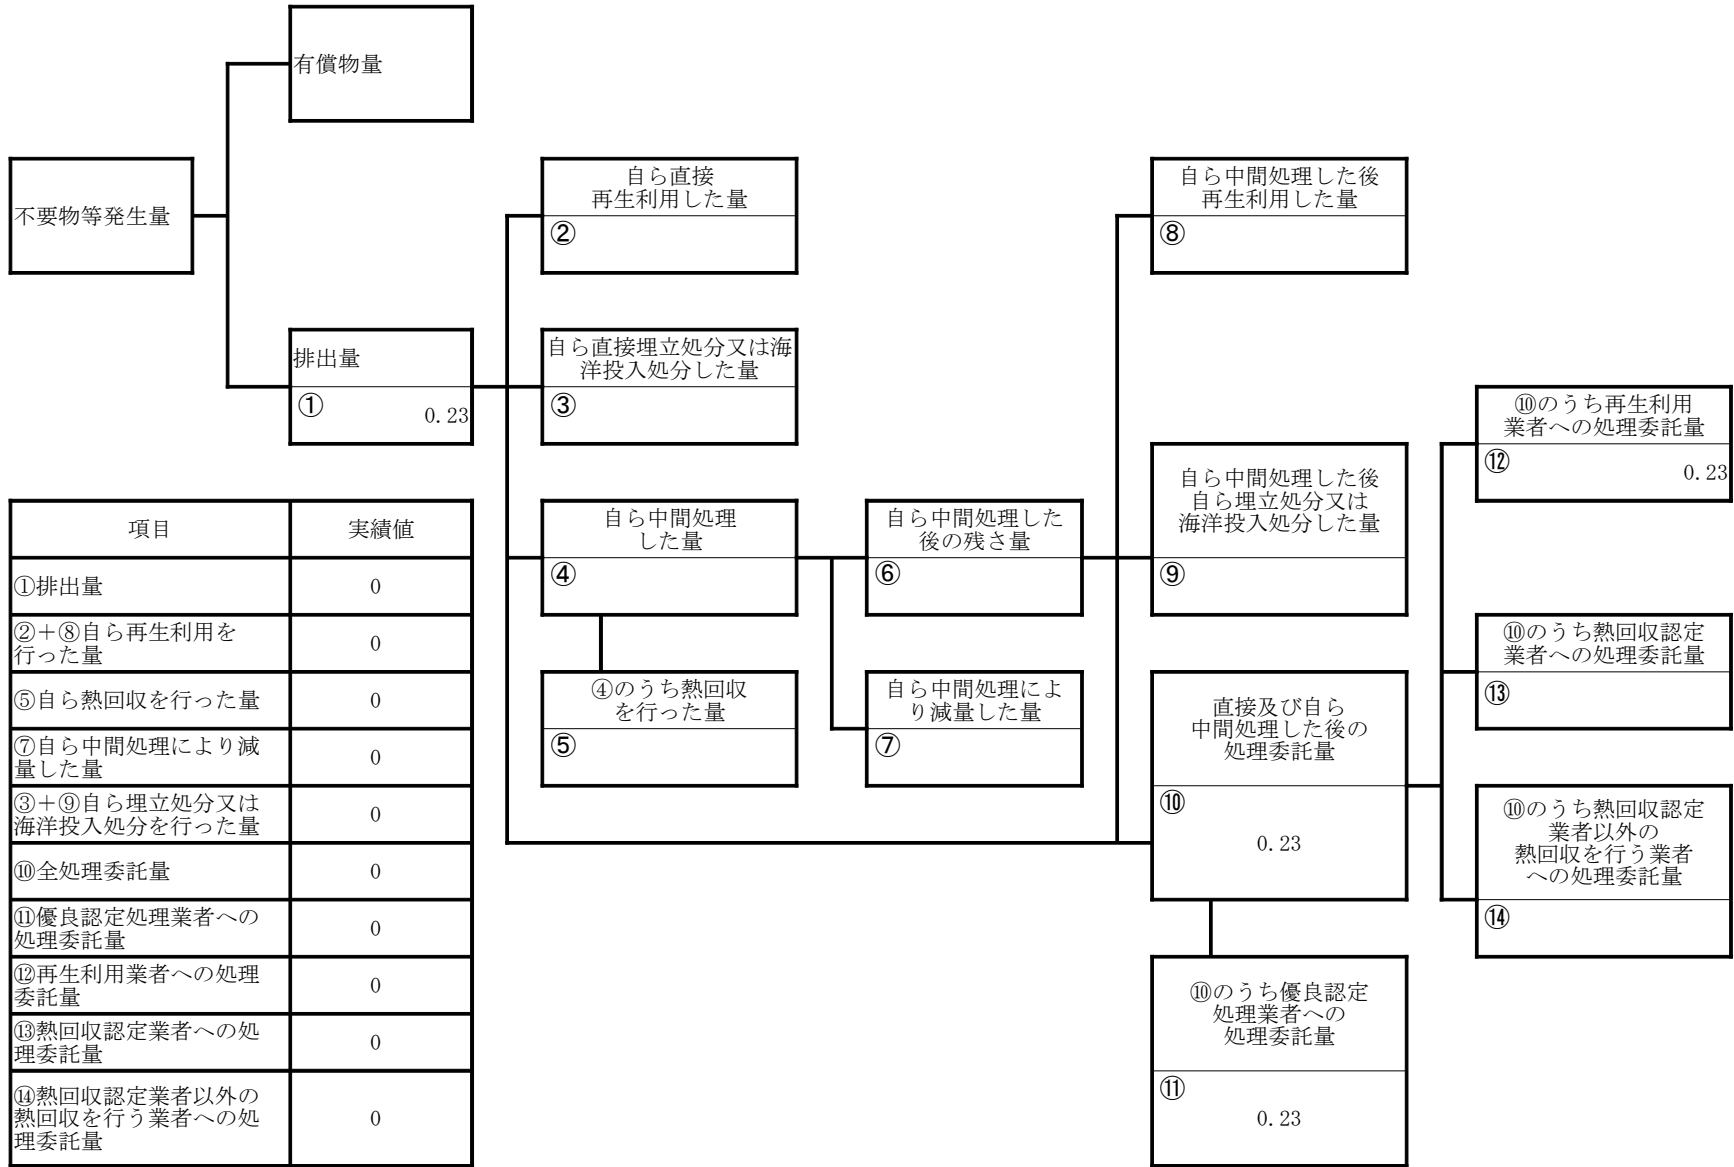 有償物量
不要物等発生量
自ら直接
再生利用した量
②
自ら中間処理した後
再生利用した量
⑧
排出量
①
0.23
自ら直接埋立処分又は海
洋投入処分した量
③
⑩のうち再生利用
業者への処理委託量
⑫
0.23
自ら中間処理した後
自ら埋立処分又は
海洋投入処分した量
⑨
自ら中間処理
した量
④
自ら中間処理した
後の残さ量
⑥
⑩のうち熱回収認定
業者への処理委託量
⑬
④のうち熱回収
を行った量
⑤
自ら中間処理によ
り減量した量
⑦
直接及び自ら
中間処理した後の
処理委託量
⑩
0.23
⑩のうち熱回収認定
業者以外の
熱回収を行う業者
への処理委託量
⑭
⑩のうち優良認定
処理業者への
処理委託量
⑪
0.23
項目 実績値
①排出量 0
②＋⑧自ら再生利用を
行った量 0
⑤自ら熱回収を行った量 0
⑦自ら中間処理により減
量した量 0
③＋⑨自ら埋立処分又は
海洋投入処分を行った量 0
⑩全処理委託量 0
⑪優良認定処理業者への
処理委託量 0
⑫再生利用業者への処理
委託量 0
⑬熱回収認定業者への処
理委託量 0
⑭熱回収認定業者以外の
熱回収を行う業者への処
理委託量 0